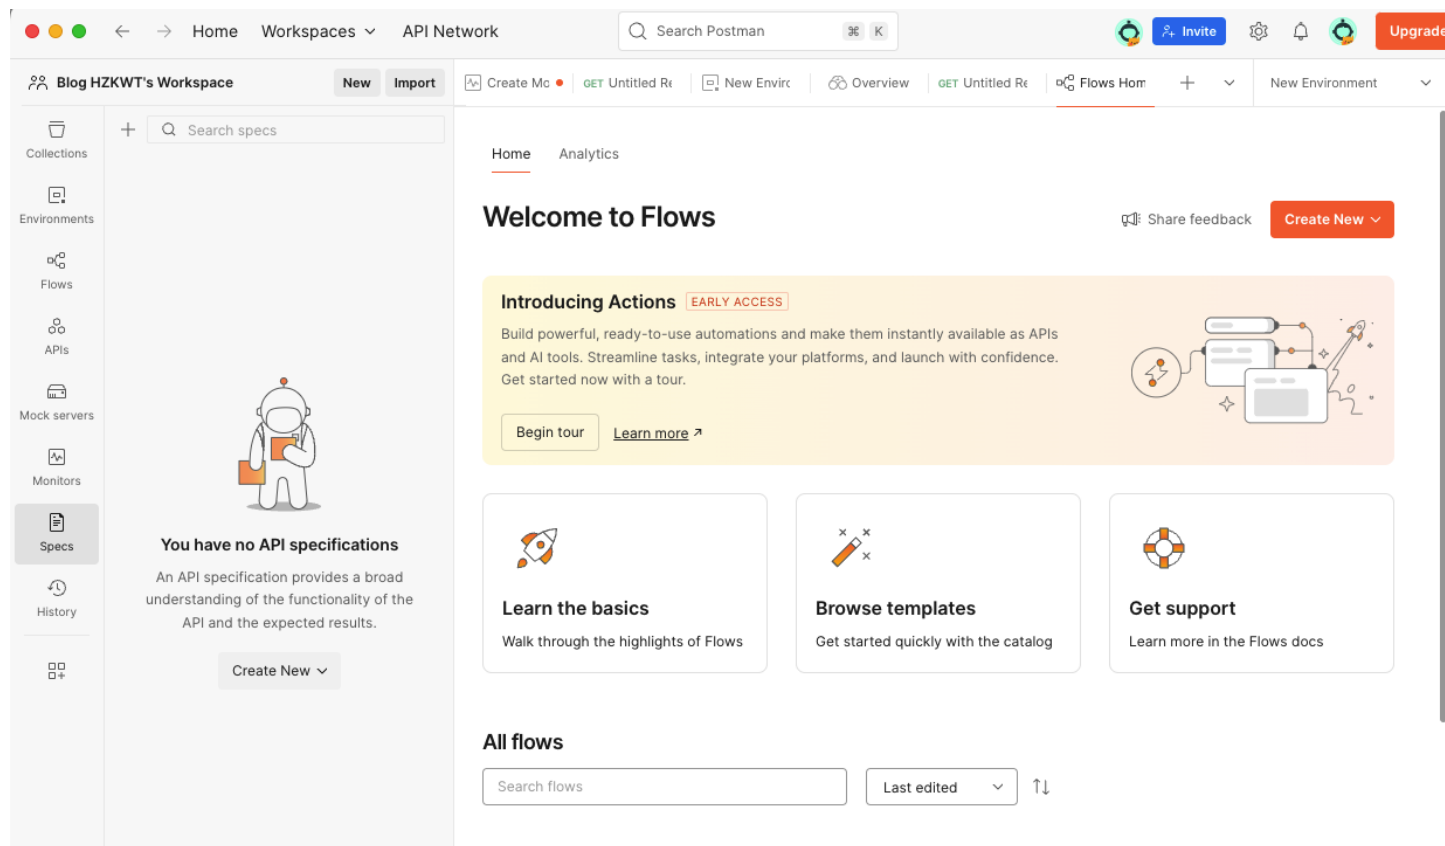 Home Workspaces API Network Search Postman ⌘ K Invite Upgrade
Blog HZKWT's Workspace New Import
Create Mo GET Untitled Re New Enviro Overview GET Untitled Re Flows Hom New Environment
Search specs
Collections
Environments
Flows
APIs
Mock servers
Monitors
Specs
History
You have no API specifications
An API specification provides a broad
understanding of the functionality of the
API and the expected results.
Create New
Home Analytics
Welcome to Flows
Share feedback Create New
Introducing Actions EARLY ACCESS
Build powerful, ready-to-use automations and make them instantly available as APIs
and AI tools. Streamline tasks, integrate your platforms, and launch with confidence.
Get started now with a tour.
Begin tour Learn more ↗
Learn the basics
Walk through the highlights of Flows
Browse templates
Get started quickly with the catalog
Get support
Learn more in the Flows docs
All flows
Search flows Last edited